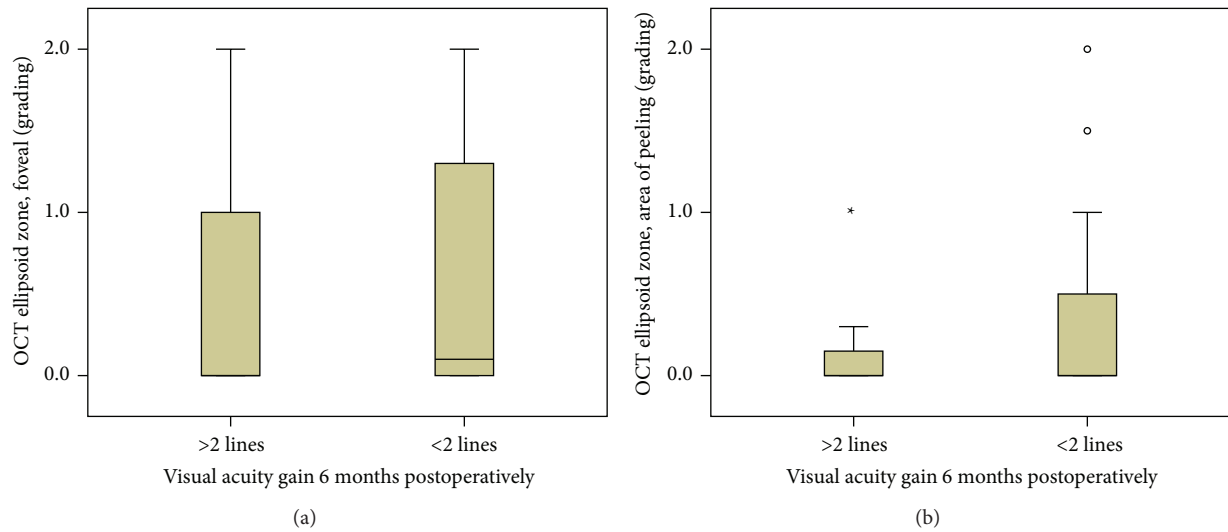 OCT ellipsoid zone, foveal (grading)
2.0
1.0
0.0
>2 lines
<2 lines
Visual acuity gain 6 months postoperatively
(a)
OCT ellipsoid zone, area of peeling (grading)
2.0
1.0
0.0
>2 lines
<2 lines
Visual acuity gain 6 months postoperatively
(b)